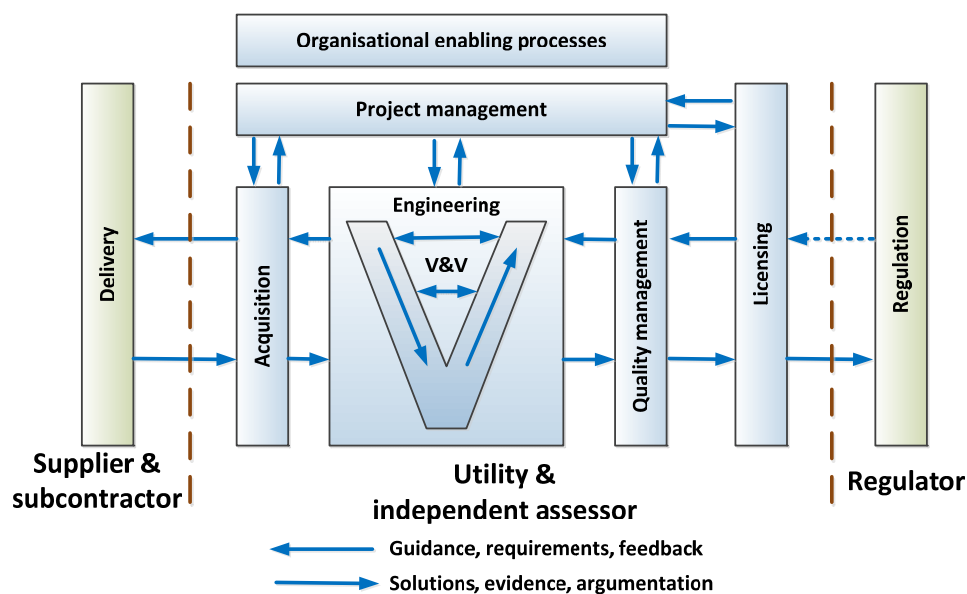 Organisational enabling processes
Project management
Delivery
Acquisition
Engineering
V&V
Quality management
Licensing
Regulation
Supplier &
subcontractor
Utility &
independent assessor
Regulator
Guidance, requirements, feedback
Solutions, evidence, argumentation